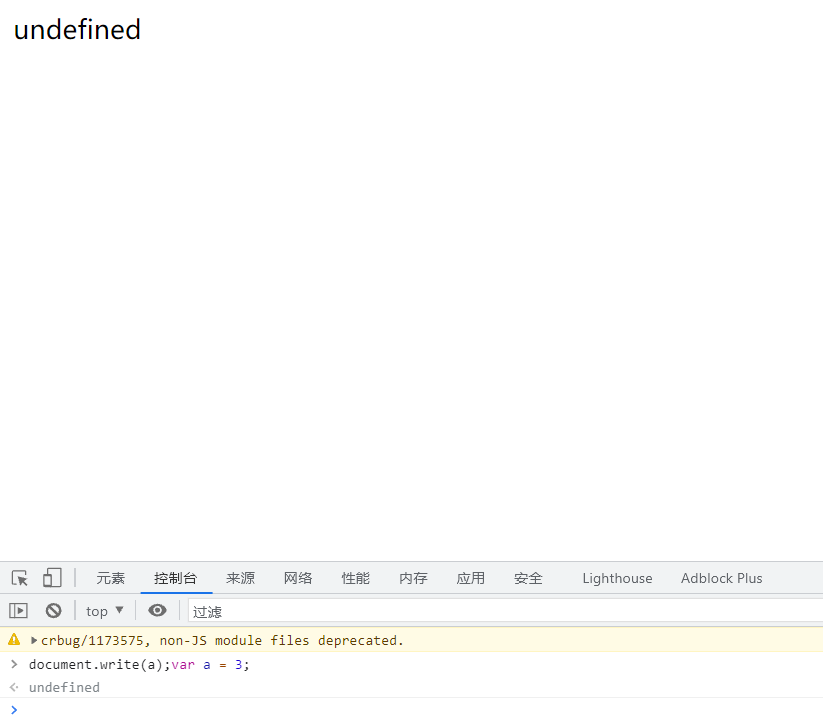 undefined
元素 控制台 来源 网络 性能 内存 应用 安全 Lighthouse Adblock Plus
top 过滤
crbug/1173575, non-JS module files deprecated.
document.write(a);var a = 3;
undefined